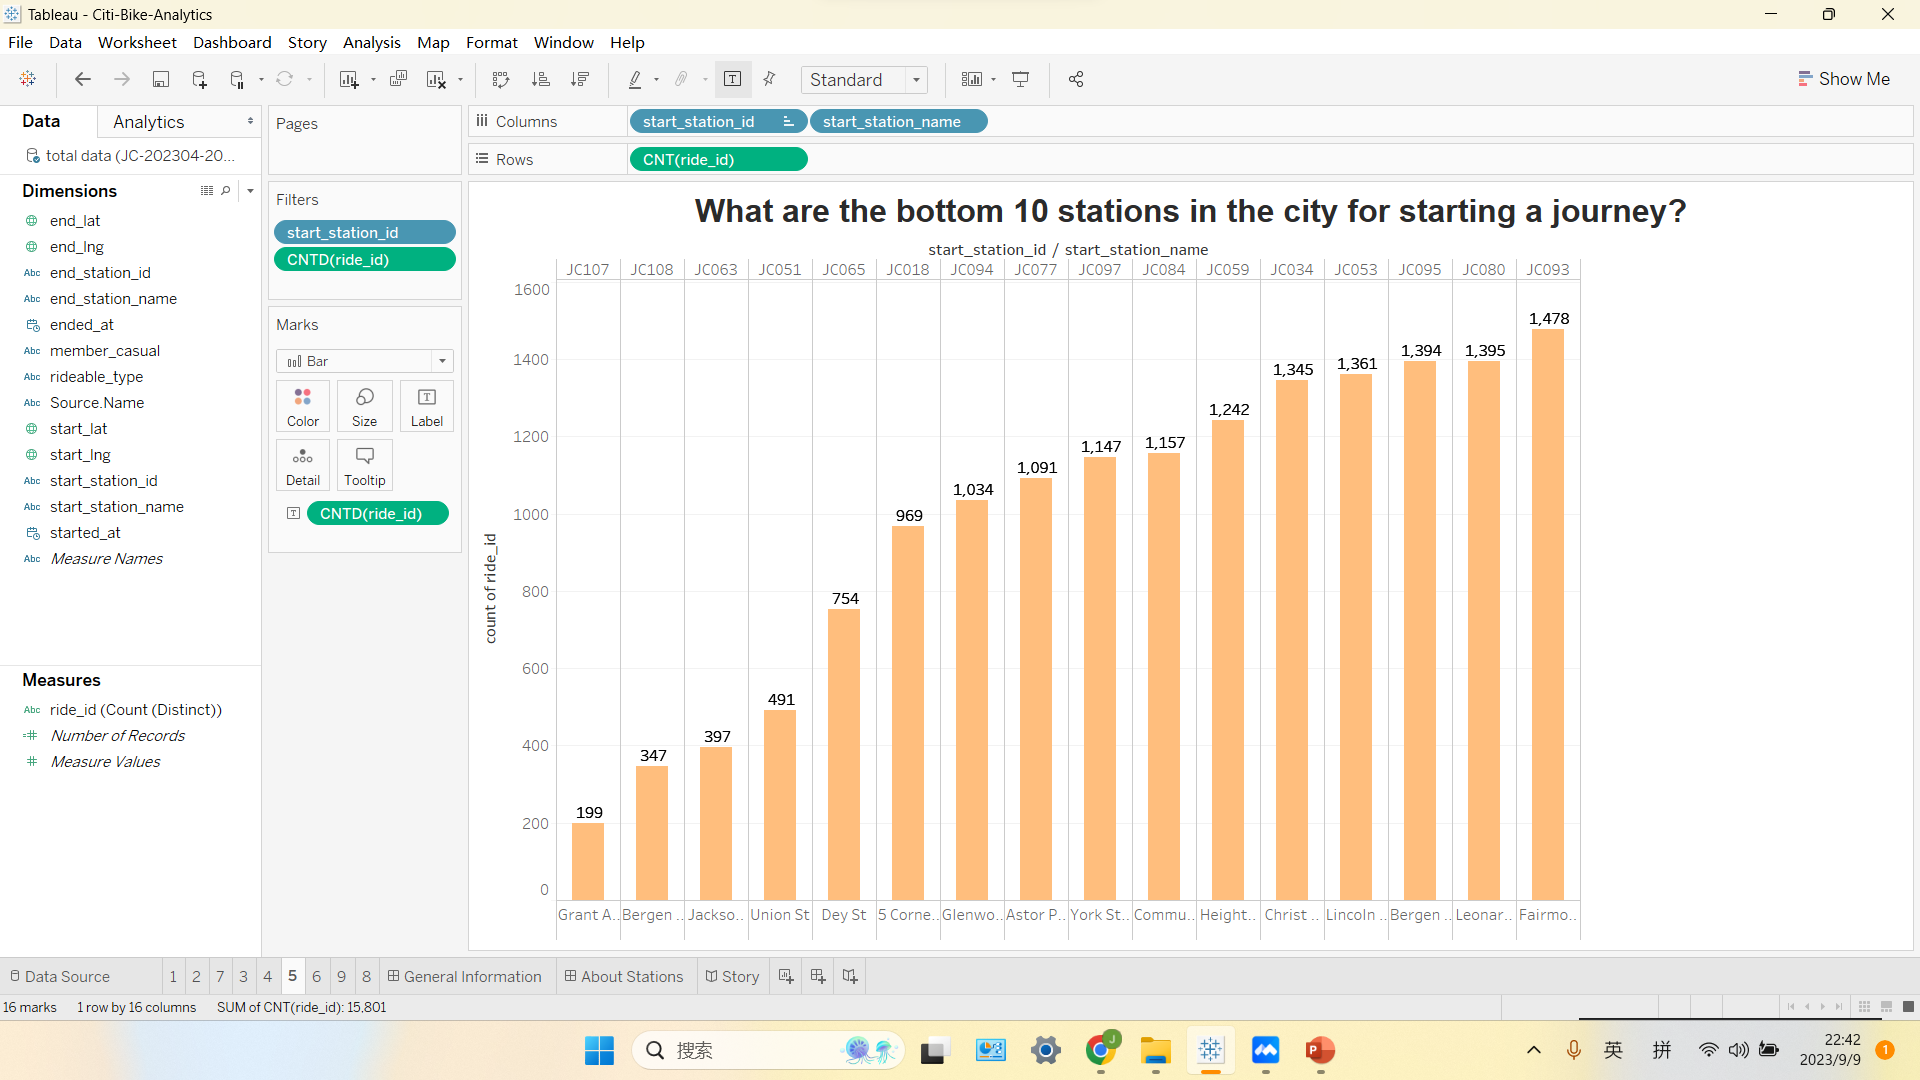 Tableau - Citi-Bike-Analytics
File Data Worksheet Dashboard Story Analysis Map Format Window Help
Standard
Show Me
Data
Analytics
total data (JC-202304-20...
Dimensions
end_lat
end_lng
Abc end_station_id
Abc end_station_name
ended_at
Abc member_casual
Abc rideable_type
Abc Source.Name
start_lat
start_lng
Abc start_station_id
Abc start_station_name
started_at
Abc Measure Names
Measures
Abc ride_id (Count (Distinct))
=# Number of Records
# Measure Values
Pages
Filters
start_station_id
CNTD(ride_id)
Marks
Bar
Color Size Label
Detail Tooltip
CNTD(ride_id)
Columns start_station_id start_station_name
Rows CNT(ride_id)
What are the bottom 10 stations in the city for starting a journey?
start_station_id / start_station_name
JC107 JC108 JC063 JC051 JC065 JC018 JC094 JC077 JC097 JC084 JC059 JC034 JC053 JC095 JC080 JC093
count of ride_id
1600
1400
1200
1000
800
600
400
200
0
199 347 397 491 754 969 1,034 1,091 1,147 1,157 1,242 1,345 1,361 1,394 1,395 1,478
Grant A.. Bergen .. Jackso.. Union St Dey St 5 Corne.. Glenwo.. Astor P.. York St.. Commu.. Height.. Christ .. Lincoln .. Bergen .. Leonar.. Fairmo..
Data Source 1 2 7 3 4 5 6 9 8 General Information About Stations Story
16 marks 1 row by 16 columns SUM of CNT(ride_id): 15,801
搜索
J
P
英 拼
22:42
2023/9/9
1